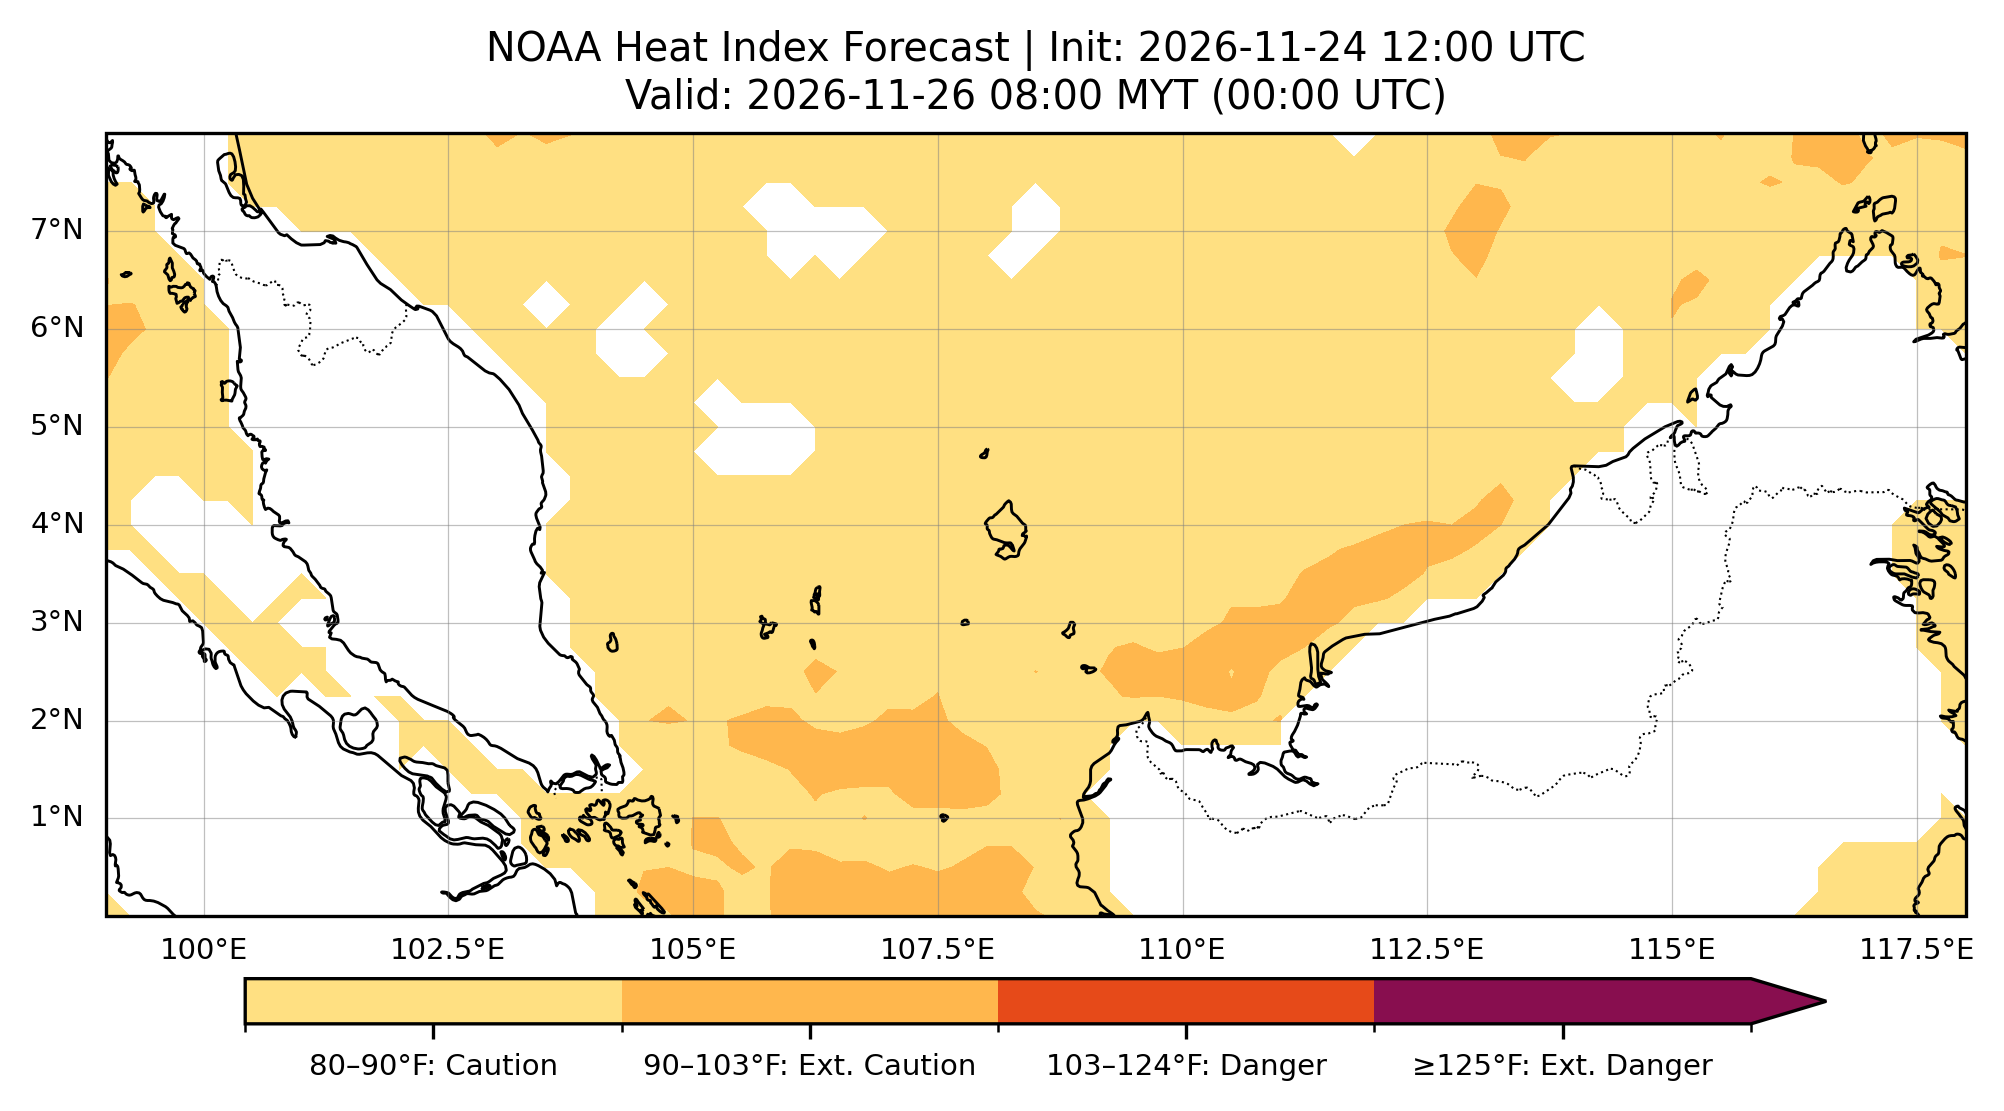 NOAA Heat Index Forecast | Init: 2026-11-24 12:00 UTC
Valid: 2026-11-26 08:00 MYT (00:00 UTC)
7°N
6°N
5°N
4°N
3°N
2°N
1°N
100°E
102.5°E
105°E
107.5°E
110°E
112.5°E
115°E
117.5°E
80–90°F: Caution
90–103°F: Ext. Caution
103–124°F: Danger
≥125°F: Ext. Danger